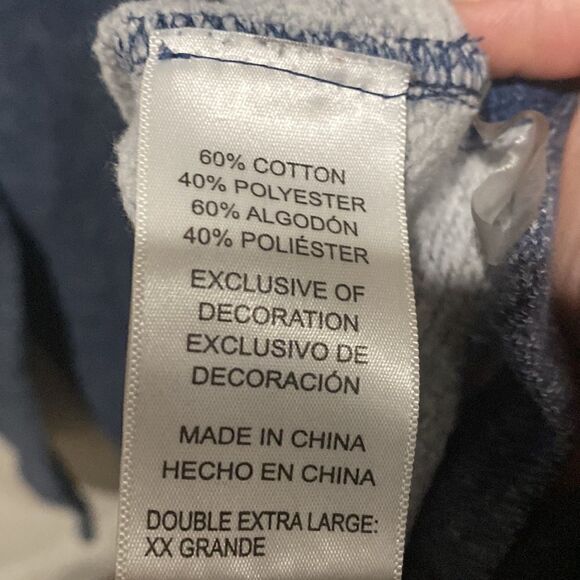 60% COTTON
40% POLYESTER
60% ALGODÓN
40% POLIÉSTER
EXCLUSIVE OF
DECORATION
EXCLUSIVO DE
DECORACIÓN
MADE IN CHINA
HECHO EN CHINA
DOUBLE EXTRA LARGE:
XX GRANDE